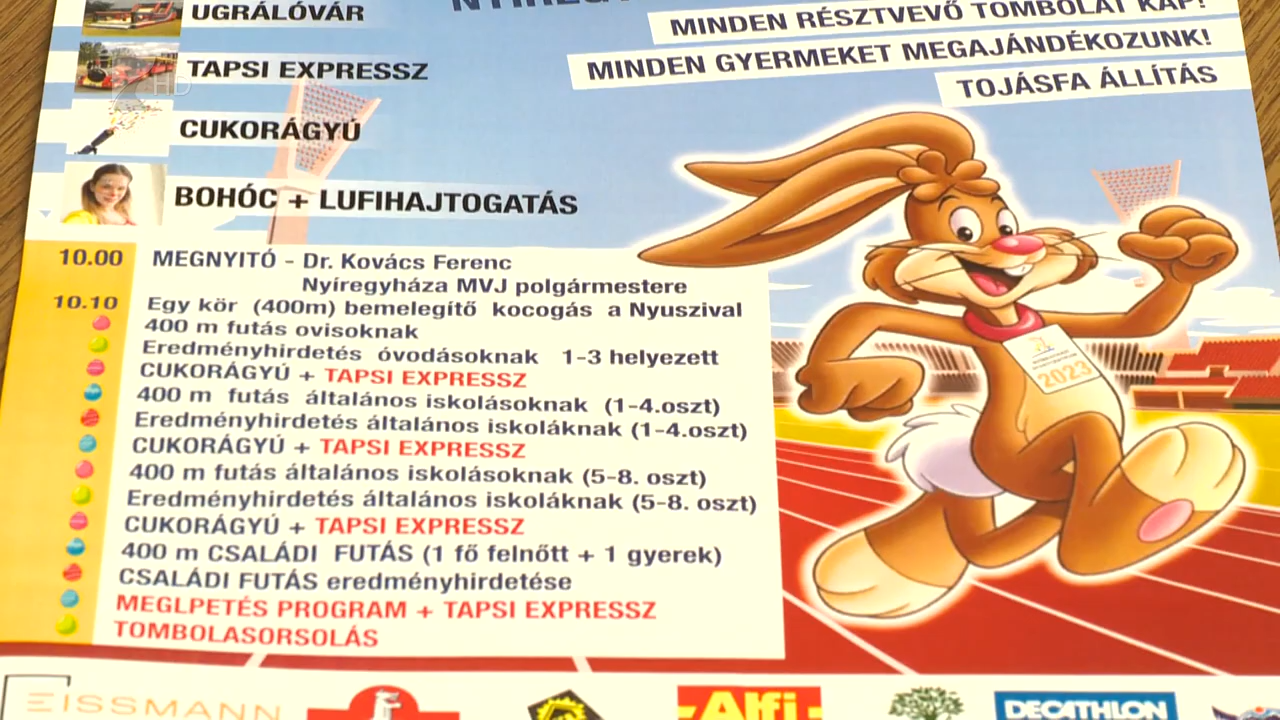 UGRÁLÓVÁR
TAPSI EXPRESSZ
HD
CUKORÁGYÚ
BOHÓC + LUFIHAJTOGATÁS
MINDEN RÉSZTVEVŐ TOMBOLÁT KAP!
MINDEN GYERMEKET MEGAJÁNDÉKOZUNK!
TOJÁSFA ÁLLÍTÁS
10.00 MEGNYITÓ - Dr. Kovács Ferenc
Nyíregyháza MVJ polgármestere
10.10 Egy kör (400m) bemelegítő kocogás a Nyuszival
400 m futás ovisoknak
Eredményhirdetés óvodásoknak 1-3 helyezett
CUKORÁGYÚ + TAPSI EXPRESSZ
400 m futás általános iskolásoknak (1-4.oszt)
Eredményhirdetés általános iskoláknak (1-4.oszt)
CUKORÁGYÚ + TAPSI EXPRESSZ
400 m futás általános iskolásoknak (5-8. oszt)
Eredményhirdetés általános iskoláknak (5-8. oszt)
CUKORÁGYÚ + TAPSI EXPRESSZ
400 m CSALÁDI FUTÁS (1 fő felnőtt + 1 gyerek)
CSALÁDI FUTÁS eredményhirdetése
MEGLPETÉS PROGRAM + TAPSI EXPRESSZ
TOMBOLASORSOLÁS
2023
EISSMANN
Alfi
DECATHLON